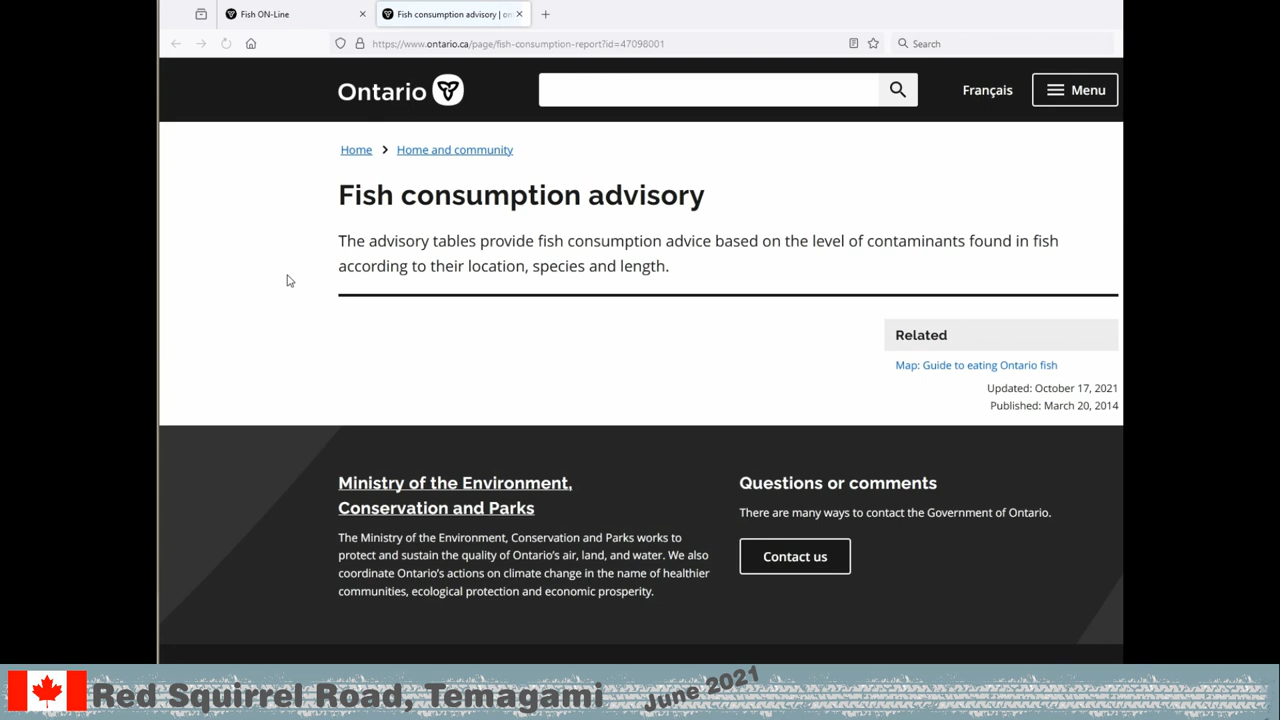 Fish ON-Line
Fish consumption advisory | on
https://www.ontario.ca/page/fish-consumption-report?id=47098001
Search
Ontario
Français
Menu
Home
Home and community
Fish consumption advisory
The advisory tables provide fish consumption advice based on the level of contaminants found in fish
according to their location, species and length.
Related
Map: Guide to eating Ontario fish
Updated: October 17, 2021
Published: March 20, 2014
Ministry of the Environment,
Conservation and Parks
The Ministry of the Environment, Conservation and Parks works to
protect and sustain the quality of Ontario's air, land, and water. We also
coordinate Ontario's actions on climate change in the name of healthier
communities, ecological protection and economic prosperity.
Questions or comments
There are many ways to contact the Government of Ontario.
Contact us
Red Squirrel Road, Temagami
June 2021